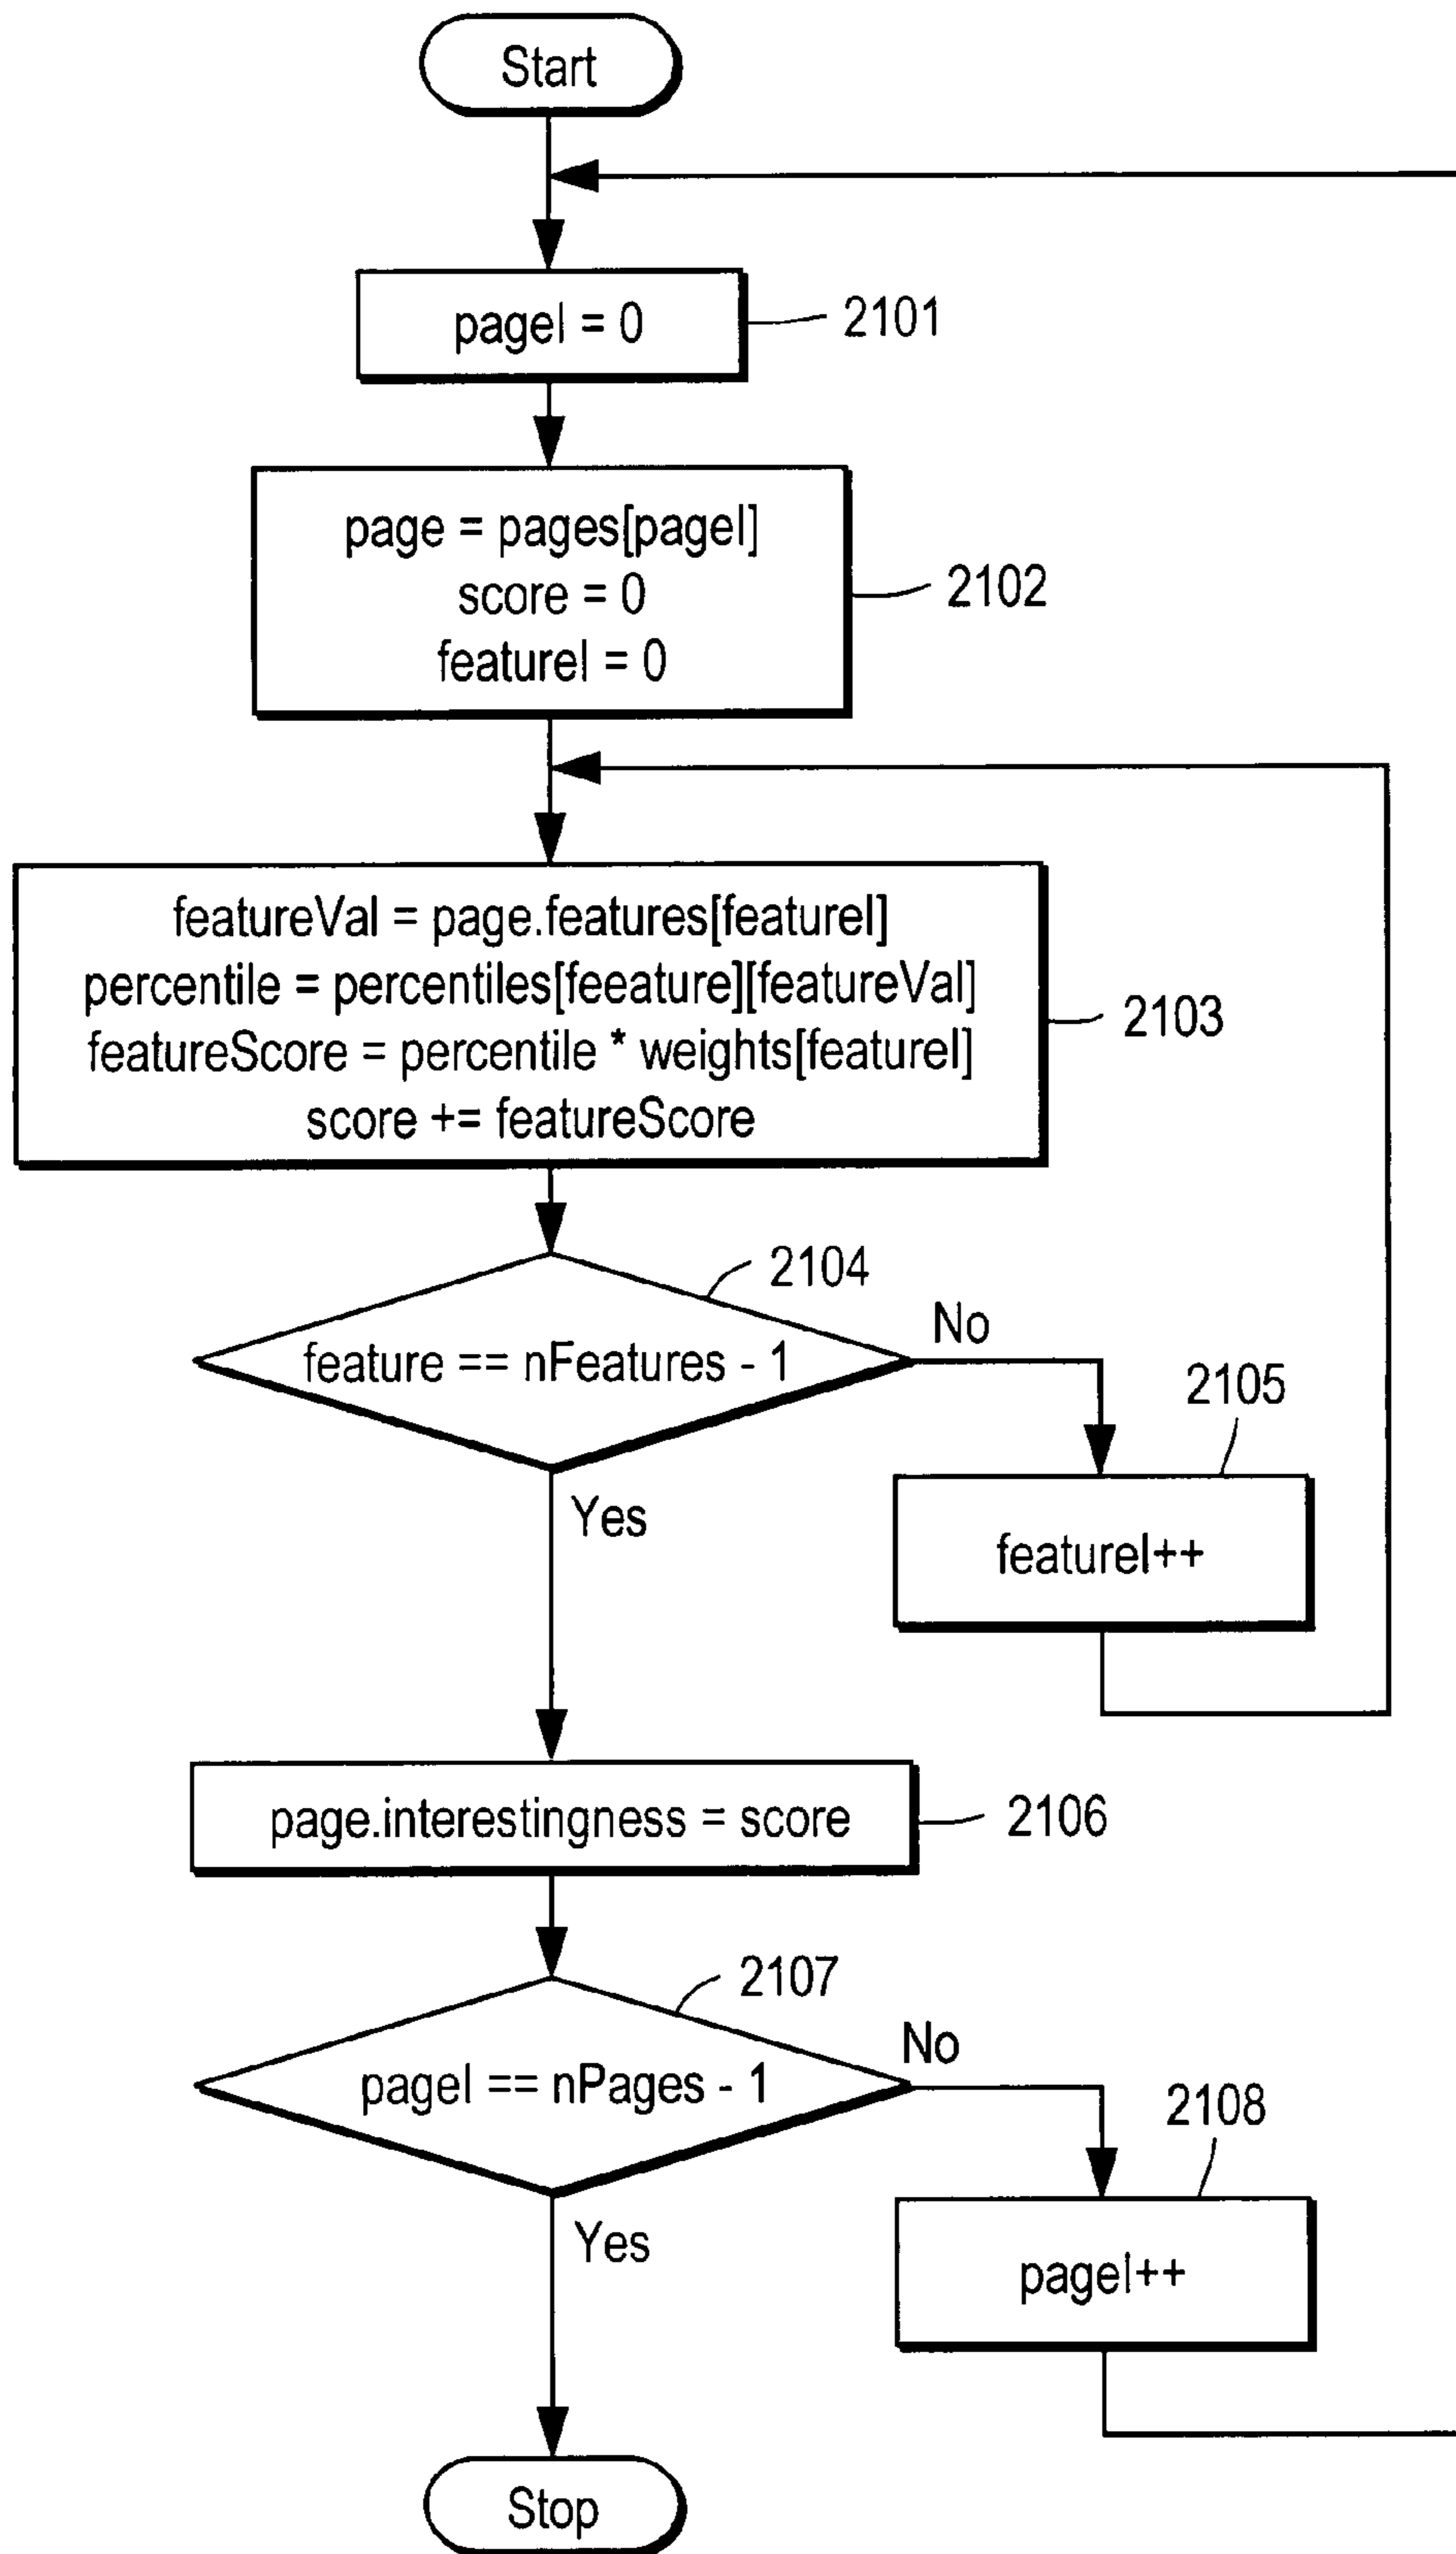 Start
pageI = 0
2101
page = pages[pageI]
score = 0
featureI = 0
2102
featureVal = page.features[featureI]
percentile = percentiles[feeature][featureVal]
featureScore = percentile * weights[featureI]
score += featureScore
2103
2104
feature == nFeatures - 1
No
2105
featureI++
Yes
page.interestingness = score
2106
2107
pageI == nPages - 1
No
2108
pageI++
Yes
Stop